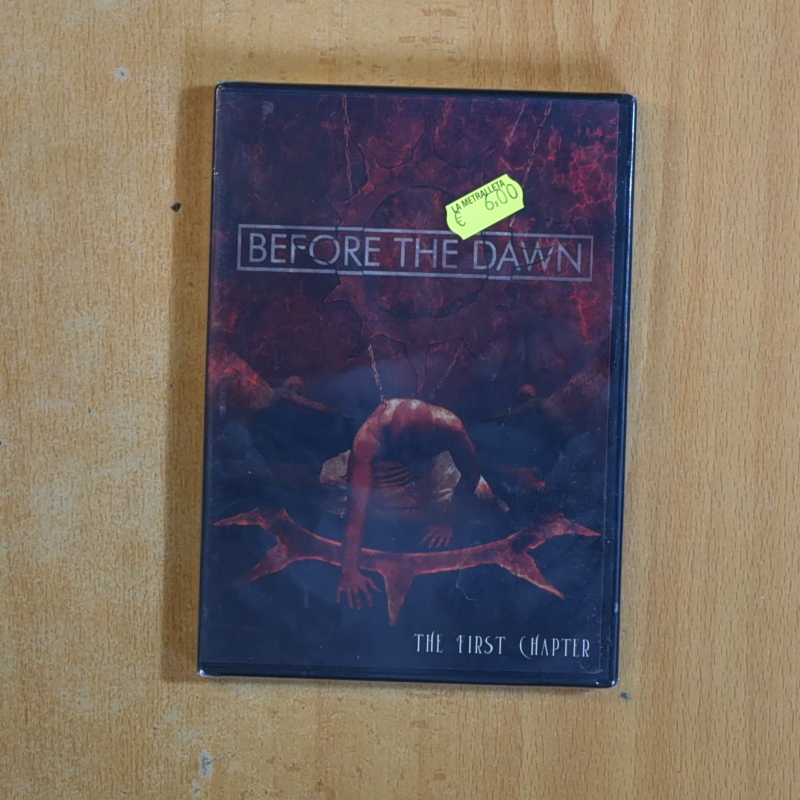 LA METRALLETA
€ 6,00
BEFORE THE DAWN
THE FIRST CHAPTER